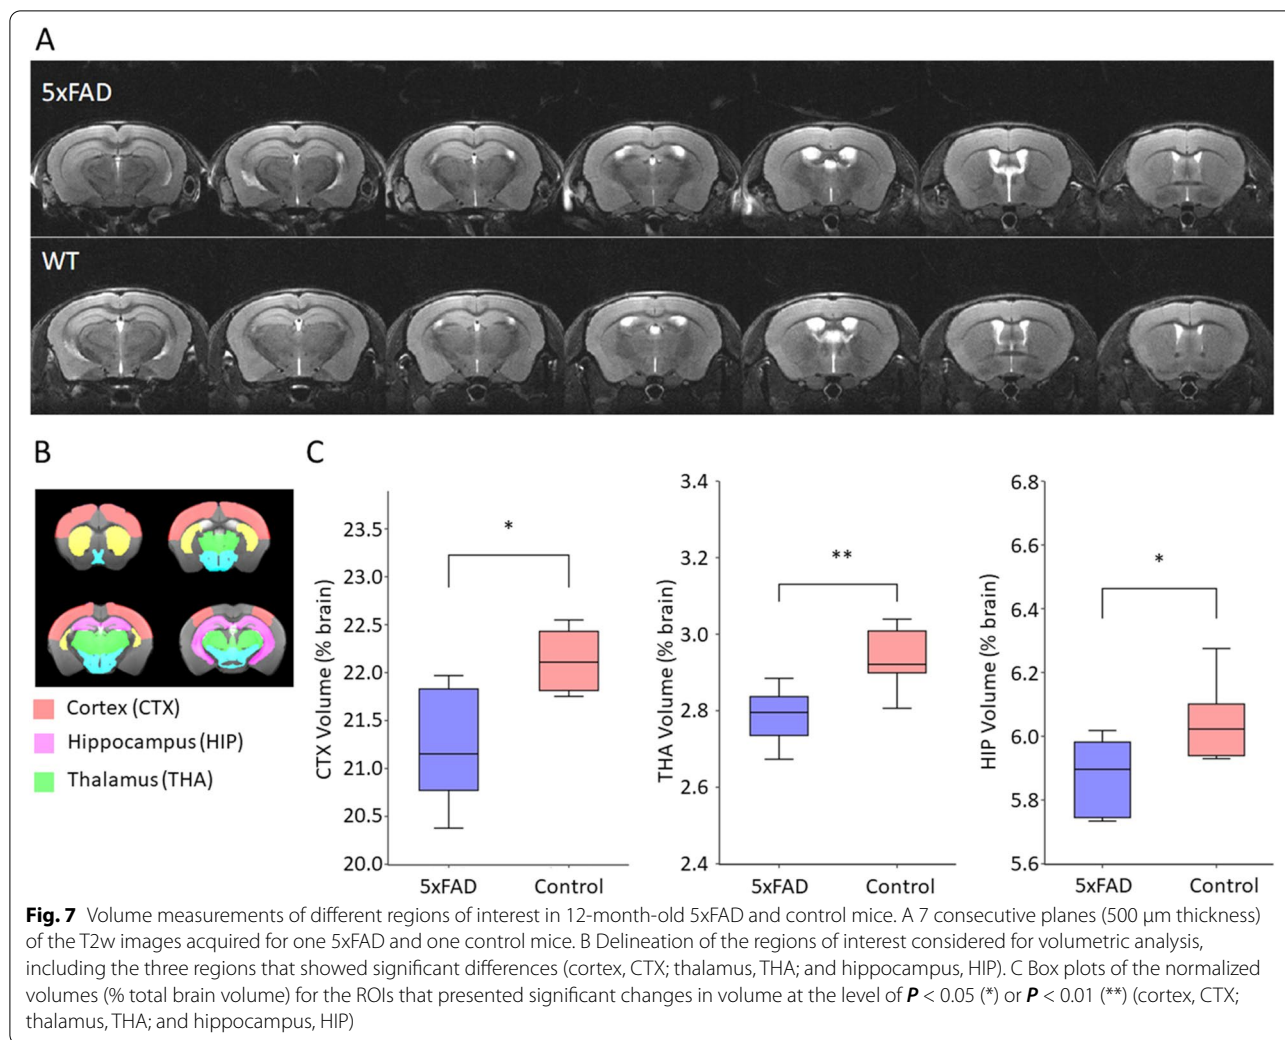 A
5xFAD
WT
B
Cortex (CTX)
Hippocampus (HIP)
Thalamus (THA)
C
CTX Volume (% brain)
23.5
23.0
22.5
22.0
21.5
21.0
20.5
20.0
*
5xFAD Control
THA Volume (% brain)
3.4
3.2
3.0
2.8
2.6
2.4
**
5xFAD Control
HIP Volume (% brain)
6.8
6.6
6.4
6.2
6.0
5.8
5.6
*
5xFAD Control
Fig. 7 Volume measurements of different regions of interest in 12-month-old 5xFAD and control mice. A 7 consecutive planes (500 µm thickness)
of the T2w images acquired for one 5xFAD and one control mice. B Delineation of the regions of interest considered for volumetric analysis,
including the three regions that showed significant differences (cortex, CTX; thalamus, THA; and hippocampus, HIP). C Box plots of the normalized
volumes (% total brain volume) for the ROIs that presented significant changes in volume at the level of P < 0.05 (*) or P < 0.01 (**) (cortex, CTX;
thalamus, THA; and hippocampus, HIP)